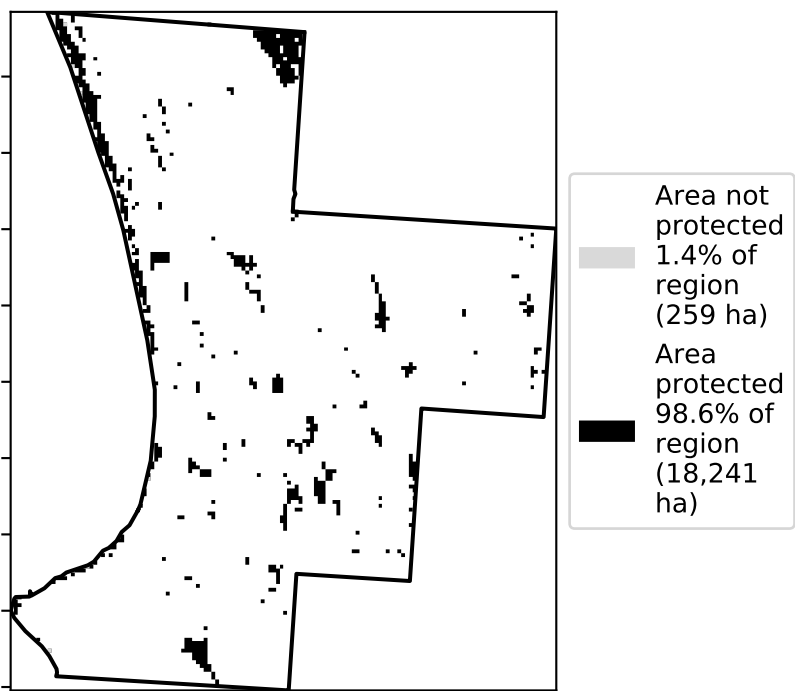 Area not
protected
1.4% of
region
(259 ha)
Area
protected
98.6% of
region
(18,241
ha)